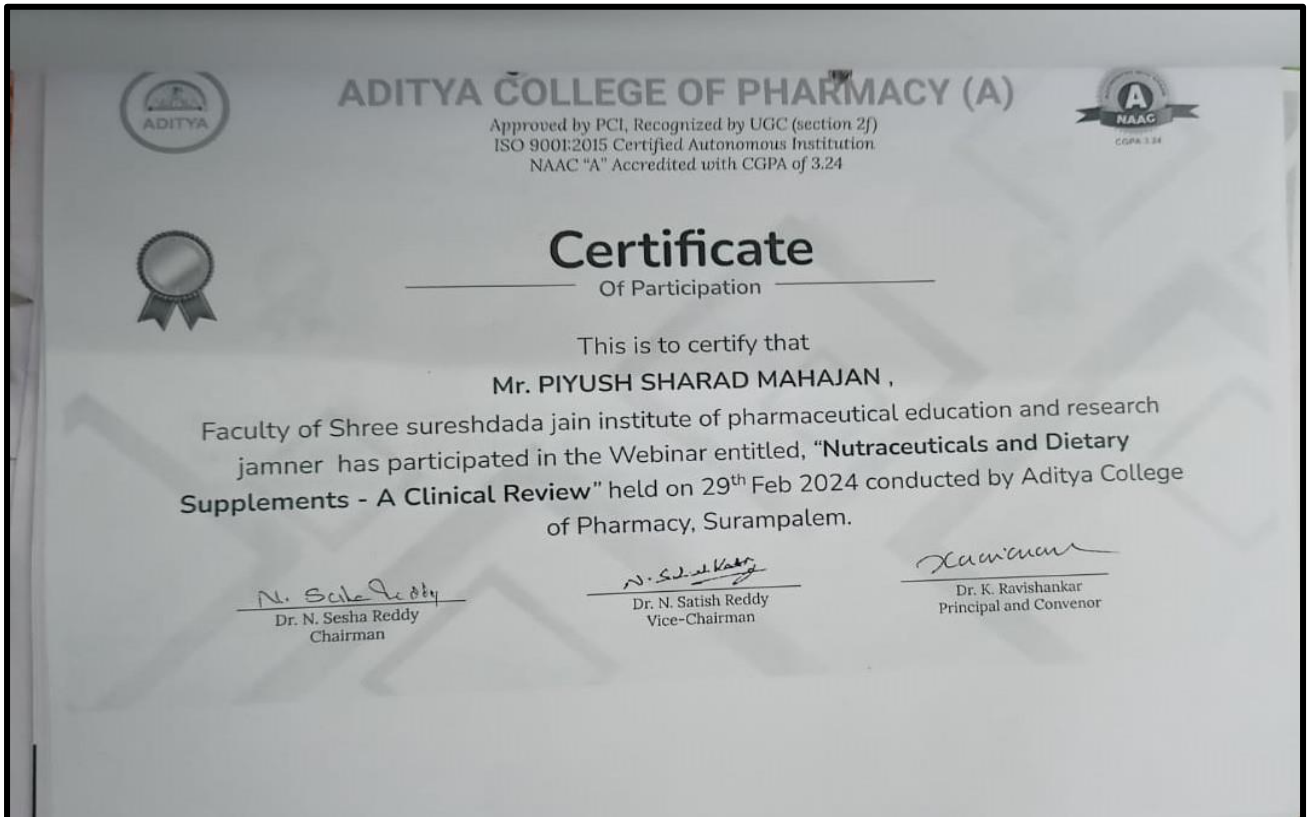 ADITYA
ADITYA COLLEGE OF PHARMACY (A)
Approved by PCI, Recognized by UGC (section 2f)
ISO 9001:2015 Certified Autonomous Institution
NAAC "A" Accredited with CGPA of 3.24
A
NAAC
CGPA 3.24
Certificate
Of Participation
This is to certify that
Mr. PIYUSH SHARAD MAHAJAN ,
Faculty of Shree sureshdada jain institute of pharmaceutical education and research
jamner has participated in the Webinar entitled, "Nutraceuticals and Dietary
Supplements - A Clinical Review" held on 29th Feb 2024 conducted by Aditya College
of Pharmacy, Surampalem.
Dr. N. Sesha Reddy
Chairman
Dr. N. Satish Reddy
Vice-Chairman
Dr. K. Ravishankar
Principal and Convenor